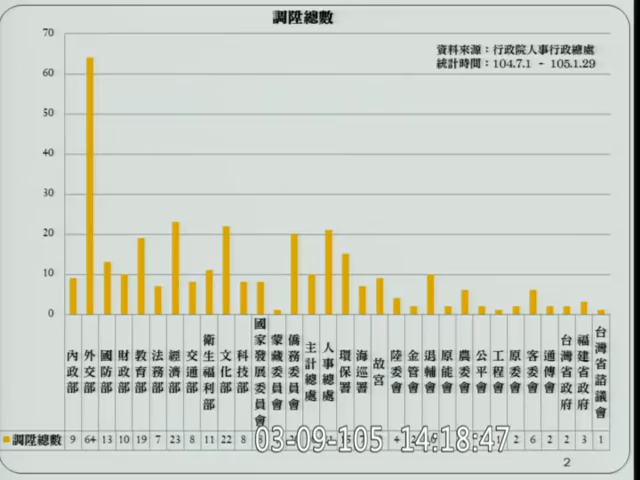 調陞總數
資料來源：行政院人事行政總處
統計時間：104.7.1 - 105.1.29
70
60
50
40
30
20
10
0
內政部 外交部 國防部 財政部 教育部 法務部 經濟部 交通部 衛生福利部 文化部 科技部 國家發展委員會 蒙藏委員會 僑務委員會 主計總處 人事總處 環保署 海巡署 故宮 陸委會 金管會 退輔會 原能會 農委會 公平會 工程會 原委會 客委會 通傳會 台灣省政府 福建省政府 台灣省諮議會
調陞總數 9 64 13 10 19 7 23 8 11 22 8 2 6 2 2 3 1
03-09-105 14:18:47
2